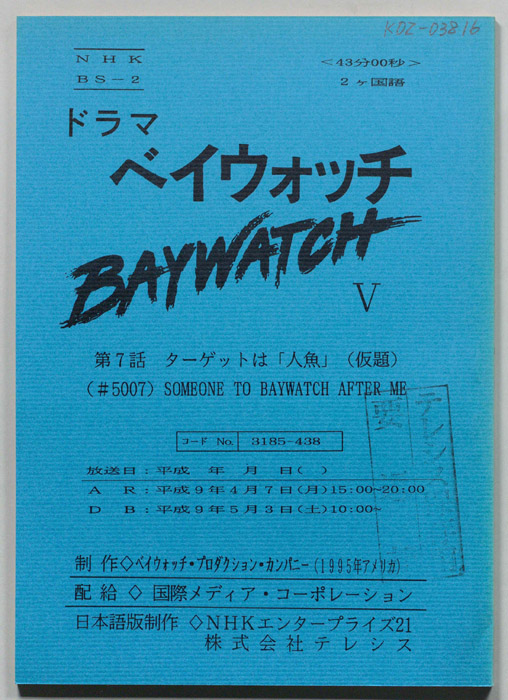 KDZ-03816
NHK
BS-2
<43分00秒>
2ヶ国語
ドラマ
ベイウォッチ
BAYWATCH
V
第7話 ターゲットは「人魚」(仮題)
(#5007) SOMEONE TO BAYWATCH AFTER ME
コード No. 3185-438
放送日:平成 年 月 日( )
A R:平成9年4月7日(月)15:00~20:00
D B:平成9年5月3日(土)10:00~
制作◇ベイウォッチ・プロダクション・カンパニー(1995年アメリカ)
配給◇国際メディア・コーポレーション
日本語版制作 ◇NHKエンタープライズ21
株式会社テレシス
テレシス